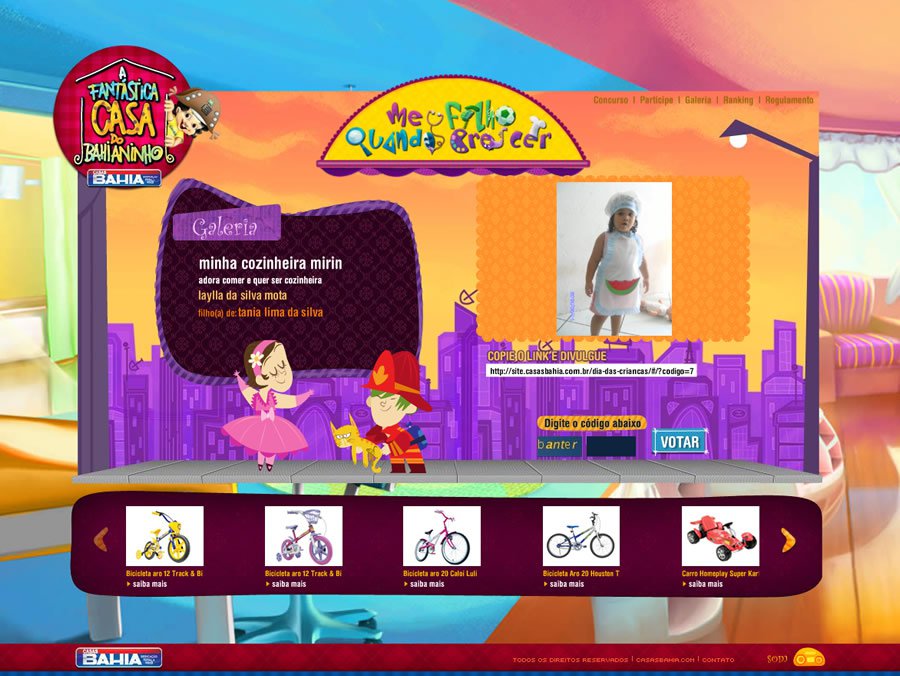 A
FANTÁSTICA
CASA
DO
BAHIANINHO
CASAS
BAHIA
Meu Filho
Quando Crescer
Concurso | Participe | Galeria | Ranking | Regulamento
Galeria
minha cozinheira mirin
adora comer e quer ser cozinheira
laylla da silva mota
filho(a) de: tania lima da silva
COPIE O LINK E DIVULGUE
http://site.casasbahia.com.br/dia-das-criancas/#/?codigo=7
Digite o código abaixo
banter
VOTAR
Bicicleta aro 12 Track & Bi
saiba mais
Bicicleta aro 12 Track & Bi
saiba mais
Bicicleta aro 20 Caloi Luli
saiba mais
Bicicleta Aro 20 Houston T
saiba mais
Carro Homeplay Super Kar
saiba mais
CASAS
BAHIA
TODOS OS DIREITOS RESERVADOS | CASASBAHIA.COM | CONTATO
som